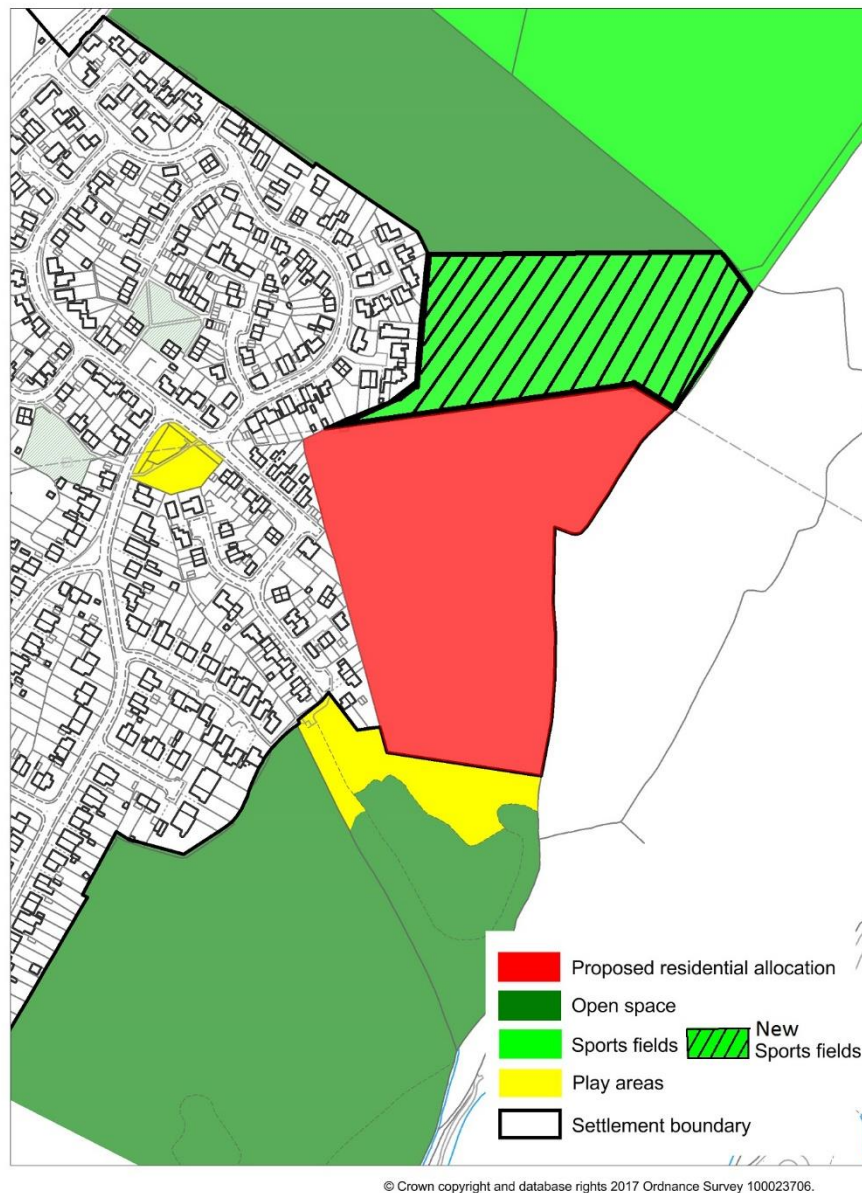 Proposed residential allocation
Open space
Sports fields
New
Sports fields
Play areas
Settlement boundary
© Crown copyright and database rights 2017 Ordnance Survey 100023706.